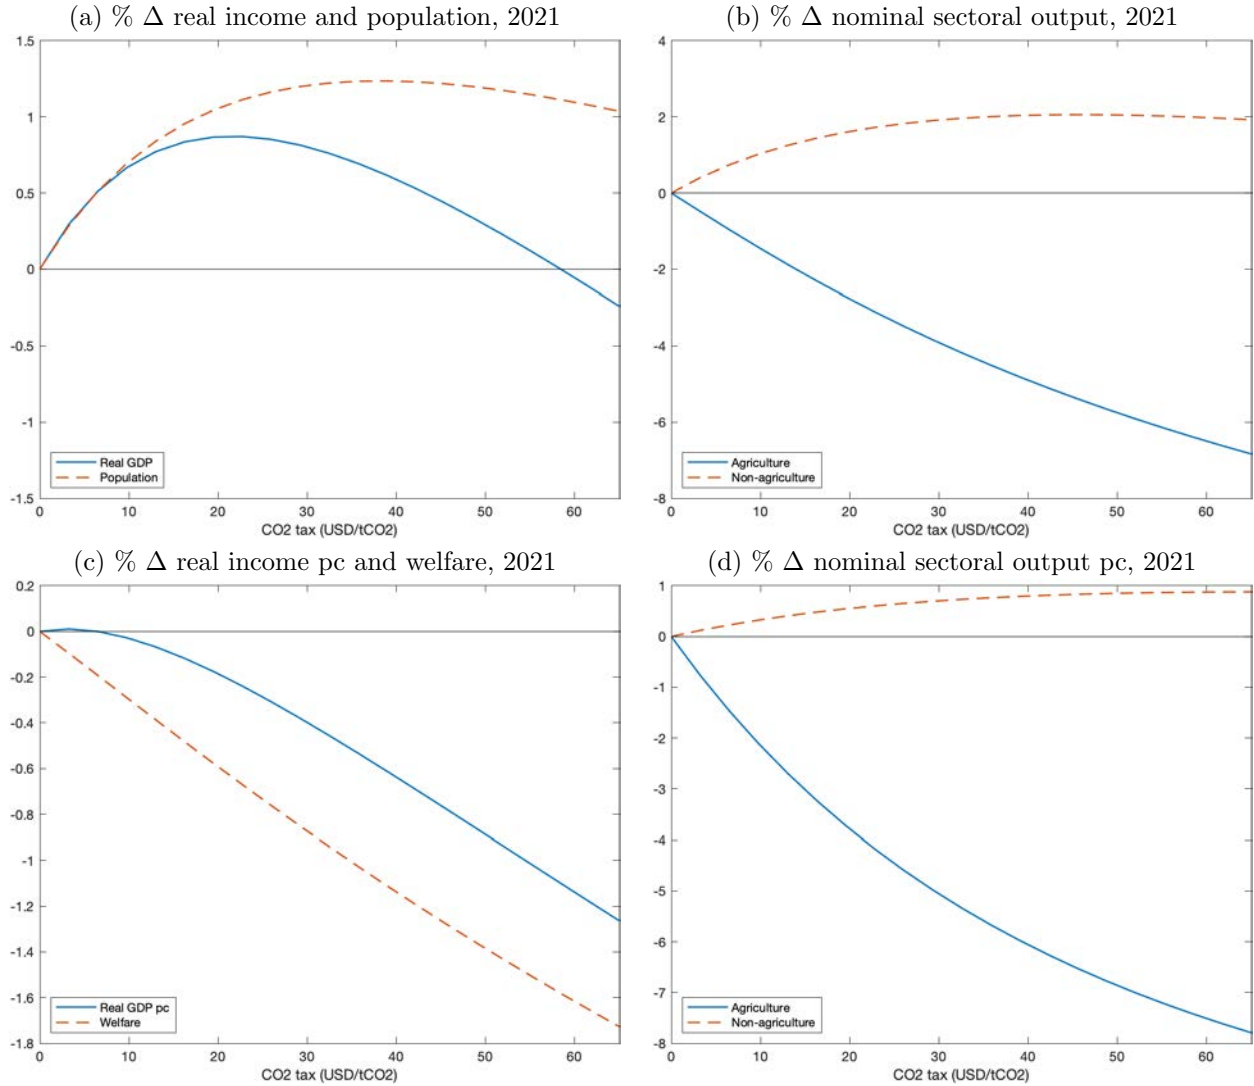 (a) % Δ real income and population, 2021
1.5
1
0.5
0
-0.5
-1
-1.5
Real GDP
Population
0 10 20 30 40 50 60
CO2 tax (USD/tCO2)
(b) % Δ nominal sectoral output, 2021
4
2
0
-2
-4
-6
-8
Agriculture
Non-agriculture
0 10 20 30 40 50 60
CO2 tax (USD/tCO2)
(c) % Δ real income pc and welfare, 2021
0.2
0
-0.2
-0.4
-0.6
-0.8
-1
-1.2
-1.4
-1.6
-1.8
Real GDP pc
Welfare
0 10 20 30 40 50 60
CO2 tax (USD/tCO2)
(d) % Δ nominal sectoral output pc, 2021
1
0
-1
-2
-3
-4
-5
-6
-7
-8
Agriculture
Non-agriculture
0 10 20 30 40 50 60
CO2 tax (USD/tCO2)